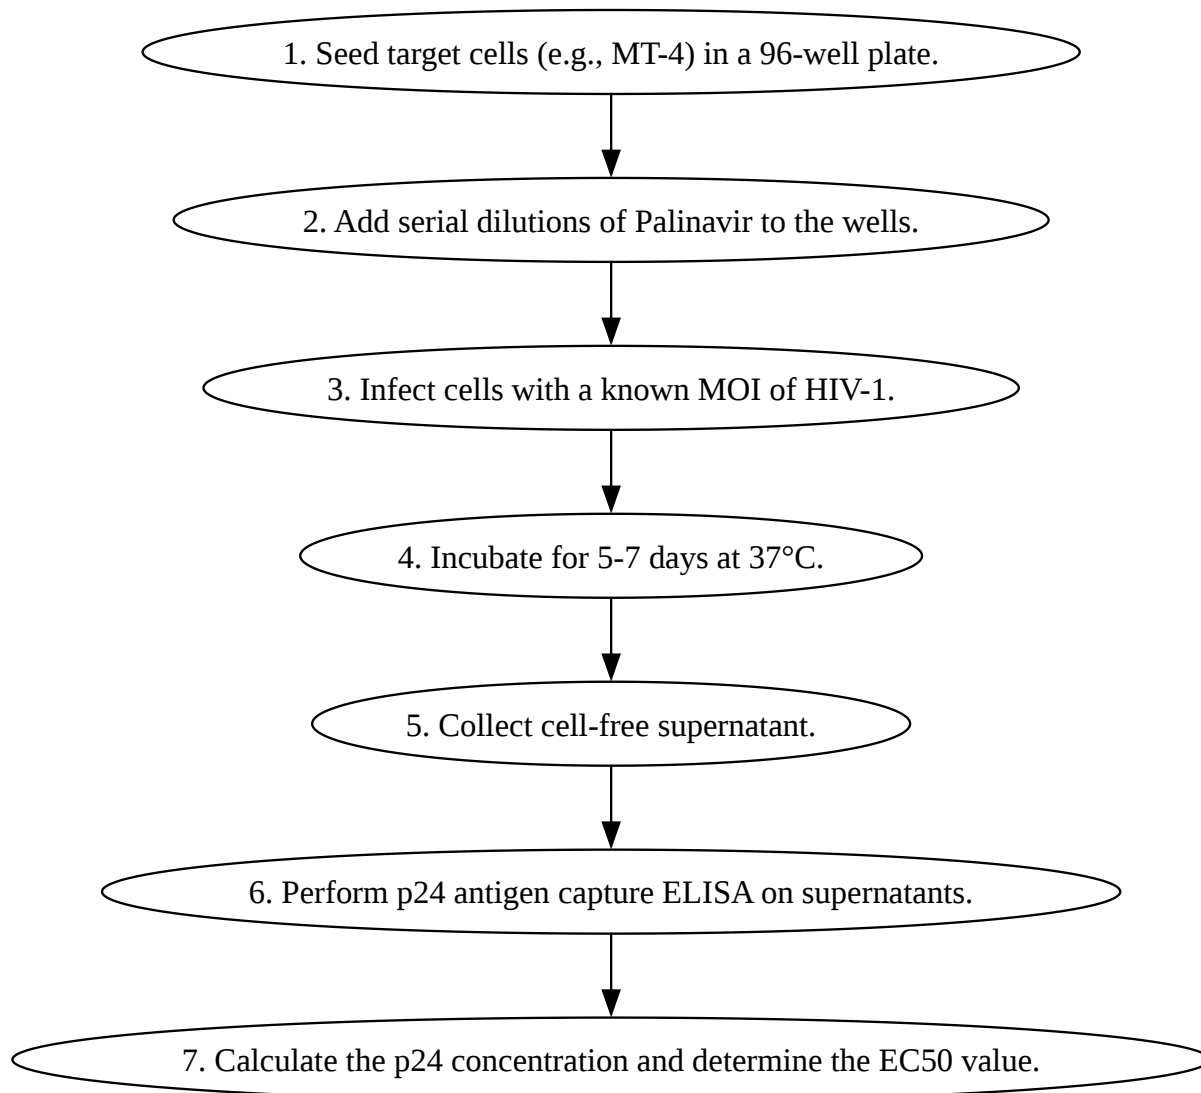 1. Seed target cells (e.g., MT-4) in a 96-well plate.
2. Add serial dilutions of Palinavir to the wells.
3. Infect cells with a known MOI of HIV-1.
4. Incubate for 5-7 days at 37°C.
5. Collect cell-free supernatant.
6. Perform p24 antigen capture ELISA on supernatants.
7. Calculate the p24 concentration and determine the EC50 value.